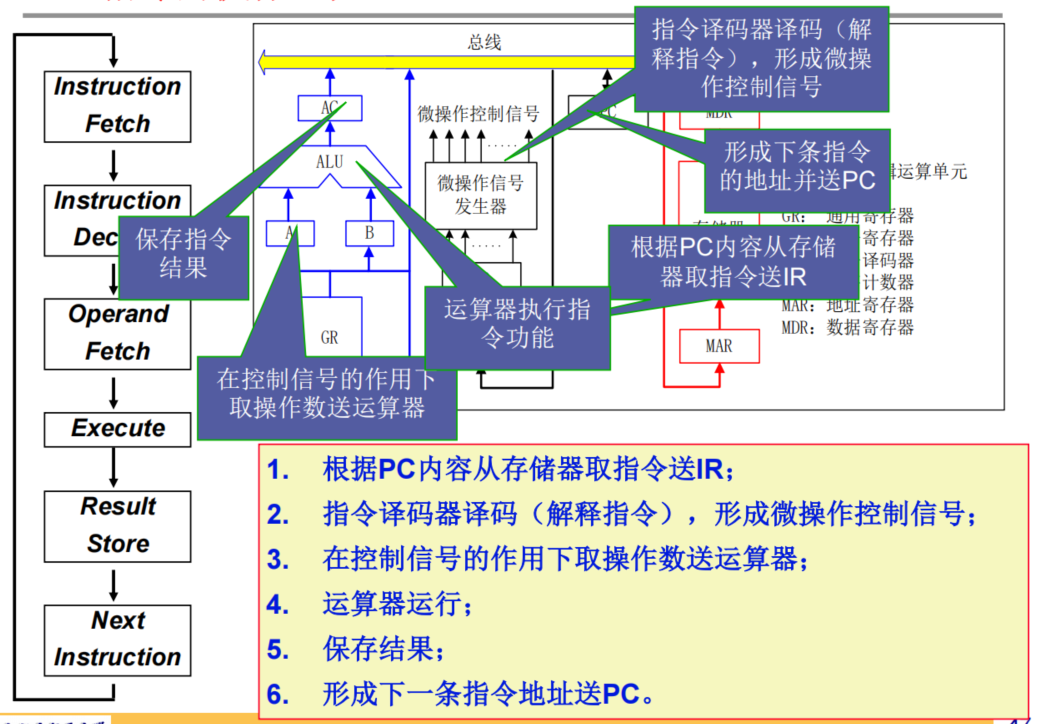 Instruction
Fetch
Instruction
Operand
Fetch
Execute
Result
Store
Next
Instruction
总线
AC
ALU
A
B
GR
微操作控制信号
.....
微操作信号
发生器
.....
MDR
MAR
指令译码器译码（解
释指令），形成微操
作控制信号
形成下条指令
的地址并送PC
辑运算单元
GR： 通用寄存器
寄存器
译码器
计数器
MAR：地址寄存器
MDR：数据寄存器
根据PC内容从存储
器取指令送IR
保存指令
结果
运算器执行指
令功能
在控制信号的作用下
取操作数送运算器
1. 根据PC内容从存储器取指令送IR；
2. 指令译码器译码（解释指令），形成微操作控制信号；
3. 在控制信号的作用下取操作数送运算器；
4. 运算器运行；
5. 保存结果；
6. 形成下一条指令地址送PC。